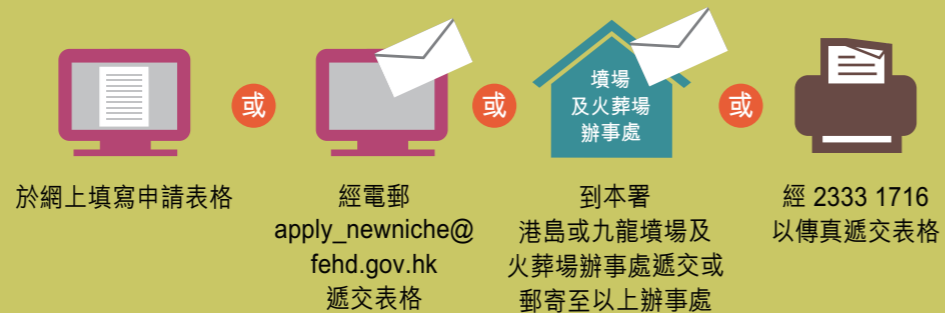 或
或
墳場
及火葬場
辦事處
或
於網上填寫申請表格
經電郵
apply_newniche@
fehd.gov.hk
遞交表格
到本署
港島或九龍墳場及
火葬場辦事處遞交或
郵寄至以上辦事處
經 2333 1716
以傳真遞交表格